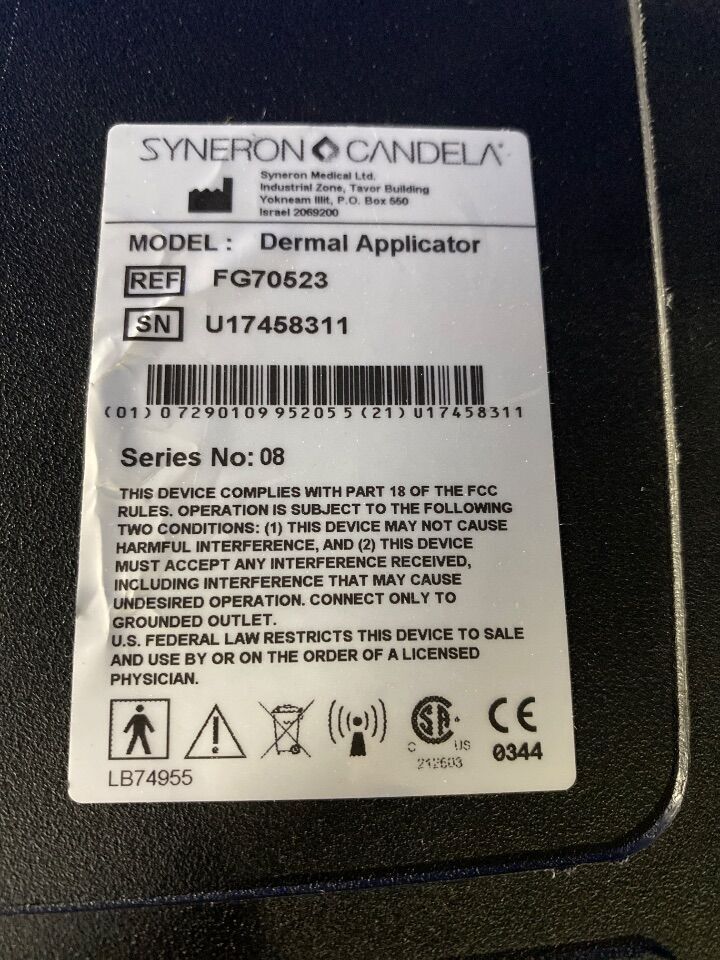 SYNERON CANDELA
Syneron Medical Ltd.
Industrial Zone, Tavor Building
Yokneam Illit, P.O. Box 550
Israel 2069200
MODEL : Dermal Applicator
REF FG70523
SN U17458311
(01) 0 7290109 95205 5 (21) U17458311
Series No: 08
THIS DEVICE COMPLIES WITH PART 18 OF THE FCC
RULES. OPERATION IS SUBJECT TO THE FOLLOWING
TWO CONDITIONS: (1) THIS DEVICE MAY NOT CAUSE
HARMFUL INTERFERENCE, AND (2) THIS DEVICE
MUST ACCEPT ANY INTERFERENCE RECEIVED,
INCLUDING INTERFERENCE THAT MAY CAUSE
UNDESIRED OPERATION. CONNECT ONLY TO
GROUNDED OUTLET.
U.S. FEDERAL LAW RESTRICTS THIS DEVICE TO SALE
AND USE BY OR ON THE ORDER OF A LICENSED
PHYSICIAN.
SA CE
C US 0344
LB74955